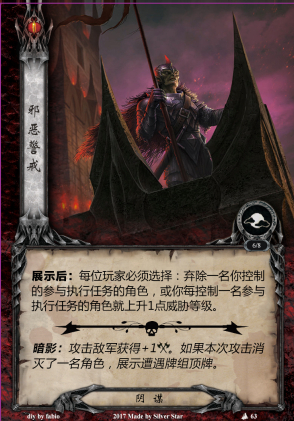 邪恶警戒
6/8
展示后：每位玩家必须选择：弃除一名你控制
的参与执行任务的角色，或你每控制一名参与
执行任务的角色就上升1点威胁等级。
暗影：攻击敌军获得+1。如果本次攻击消
灭了一名角色，展示遭遇牌组顶牌。
阴谋
diy by fabio
2017 Made by Silver Star
63